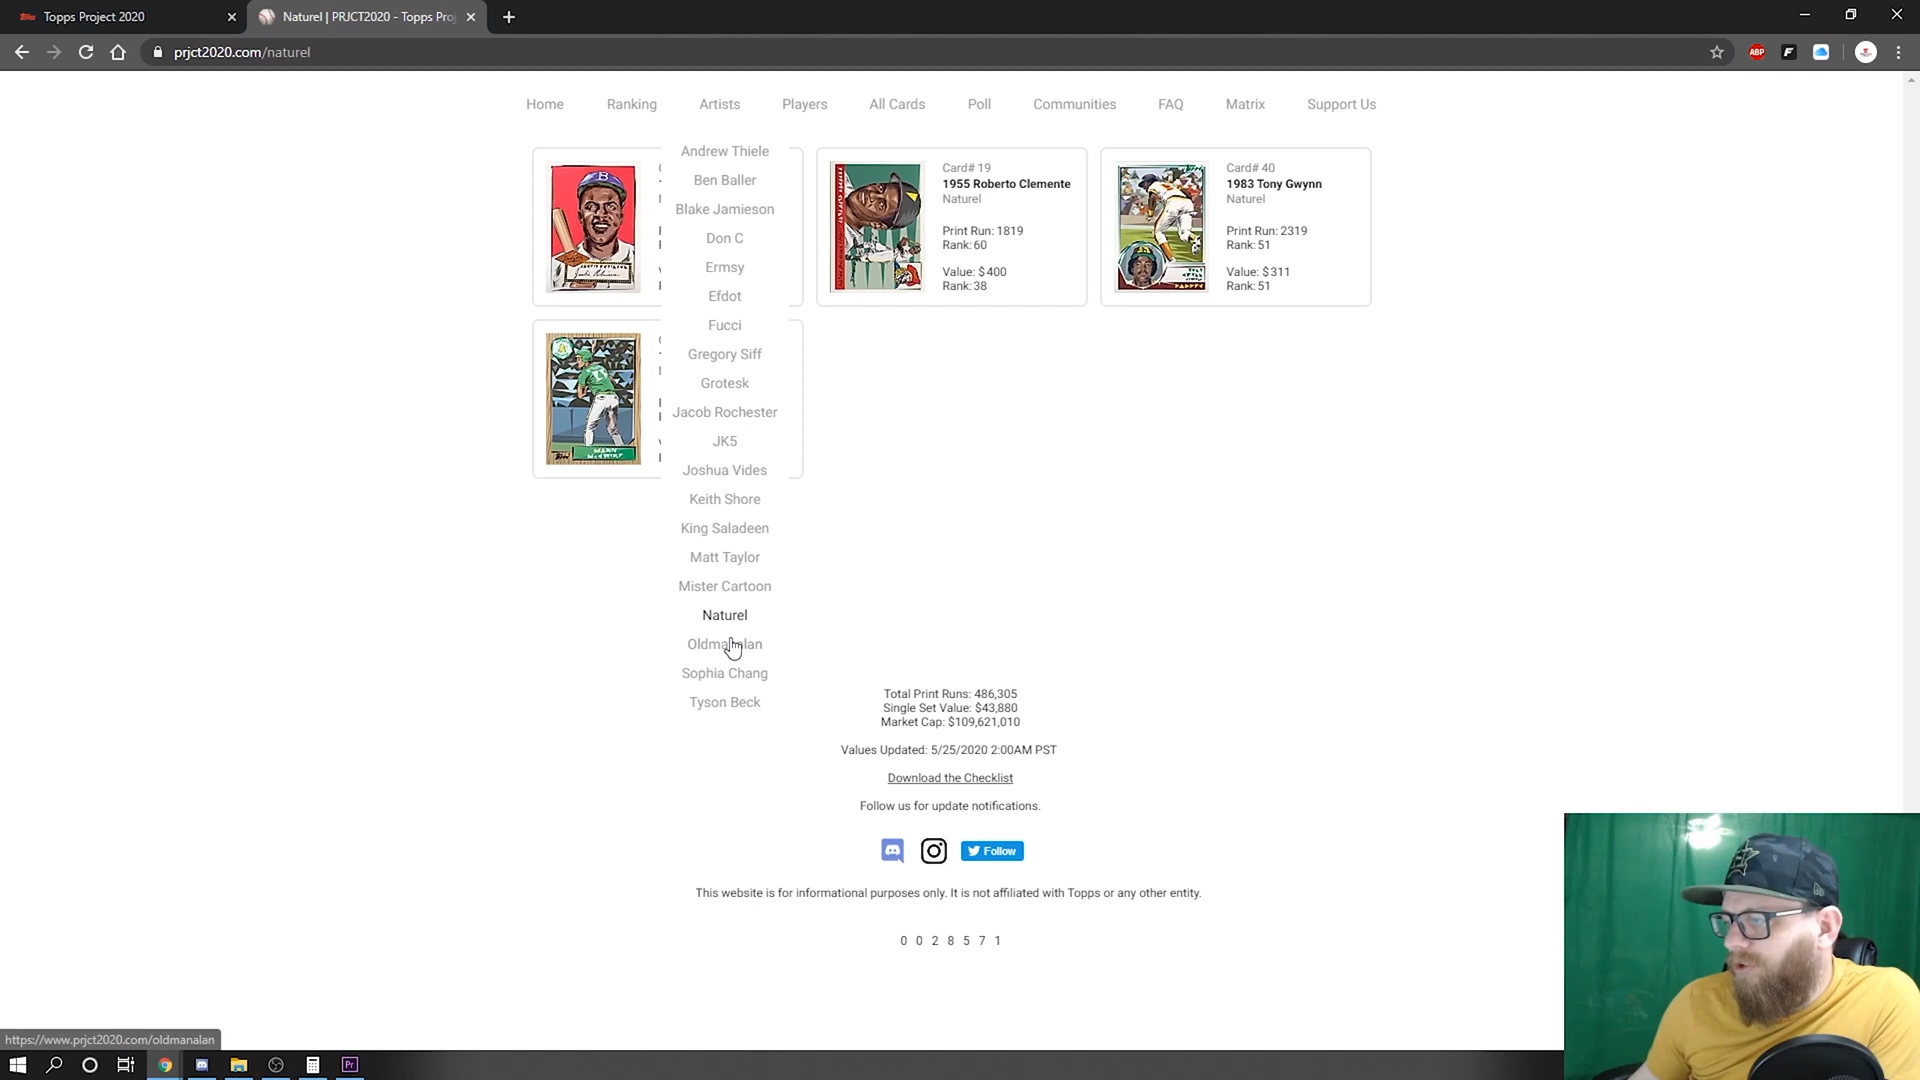 Topps Project 2020
Naturel | PRJCT2020 - Topps Proj
prjct2020.com/naturel
ABP
Home Ranking Artists Players All Cards Poll Communities FAQ Matrix Support Us
Andrew Thiele
Ben Baller
Blake Jamieson
Don C
Ermsy
Efdot
Fucci
Gregory Siff
Grotesk
Jacob Rochester
JK5
Joshua Vides
Keith Shore
King Saladeen
Matt Taylor
Mister Cartoon
Naturel
Oldmanalan
Sophia Chang
Tyson Beck
Card# 19
1955 Roberto Clemente
Naturel
Print Run: 1819
Rank: 60
Value: $400
Rank: 38
Card# 40
1983 Tony Gwynn
Naturel
Print Run: 2319
Rank: 51
Value: $311
Rank: 51
Total Print Runs: 486,305
Single Set Value: $43,880
Market Cap: $109,621,010
Values Updated: 5/25/2020 2:00AM PST
Download the Checklist
Follow us for update notifications.
Follow
This website is for informational purposes only. It is not affiliated with Topps or any other entity.
0 0 2 8 5 7 1
https://www.prjct2020.com/oldmanalan
Pr